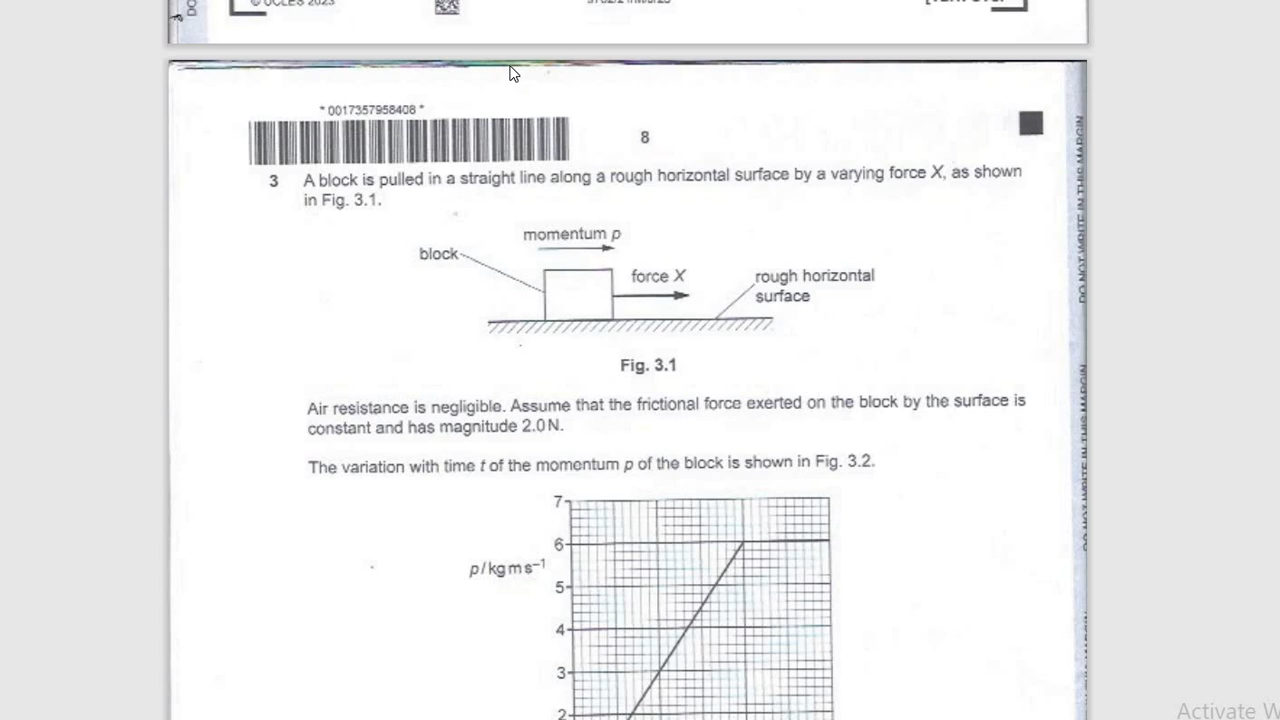 © UCLES 2023
* 0017357958408 *
8
3 A block is pulled in a straight line along a rough horizontal surface by a varying force X, as shown
in Fig. 3.1.
momentum p
block
force X
rough horizontal
surface
Fig. 3.1
Air resistance is negligible. Assume that the frictional force exerted on the block by the surface is
constant and has magnitude 2.0 N.
The variation with time t of the momentum p of the block is shown in Fig. 3.2.
7
6
p/kg m s⁻¹
5
4
3
2
DO NOT WRITE IN THIS MARGIN
DO NOT WRITE IN THIS MARGIN
Activate W